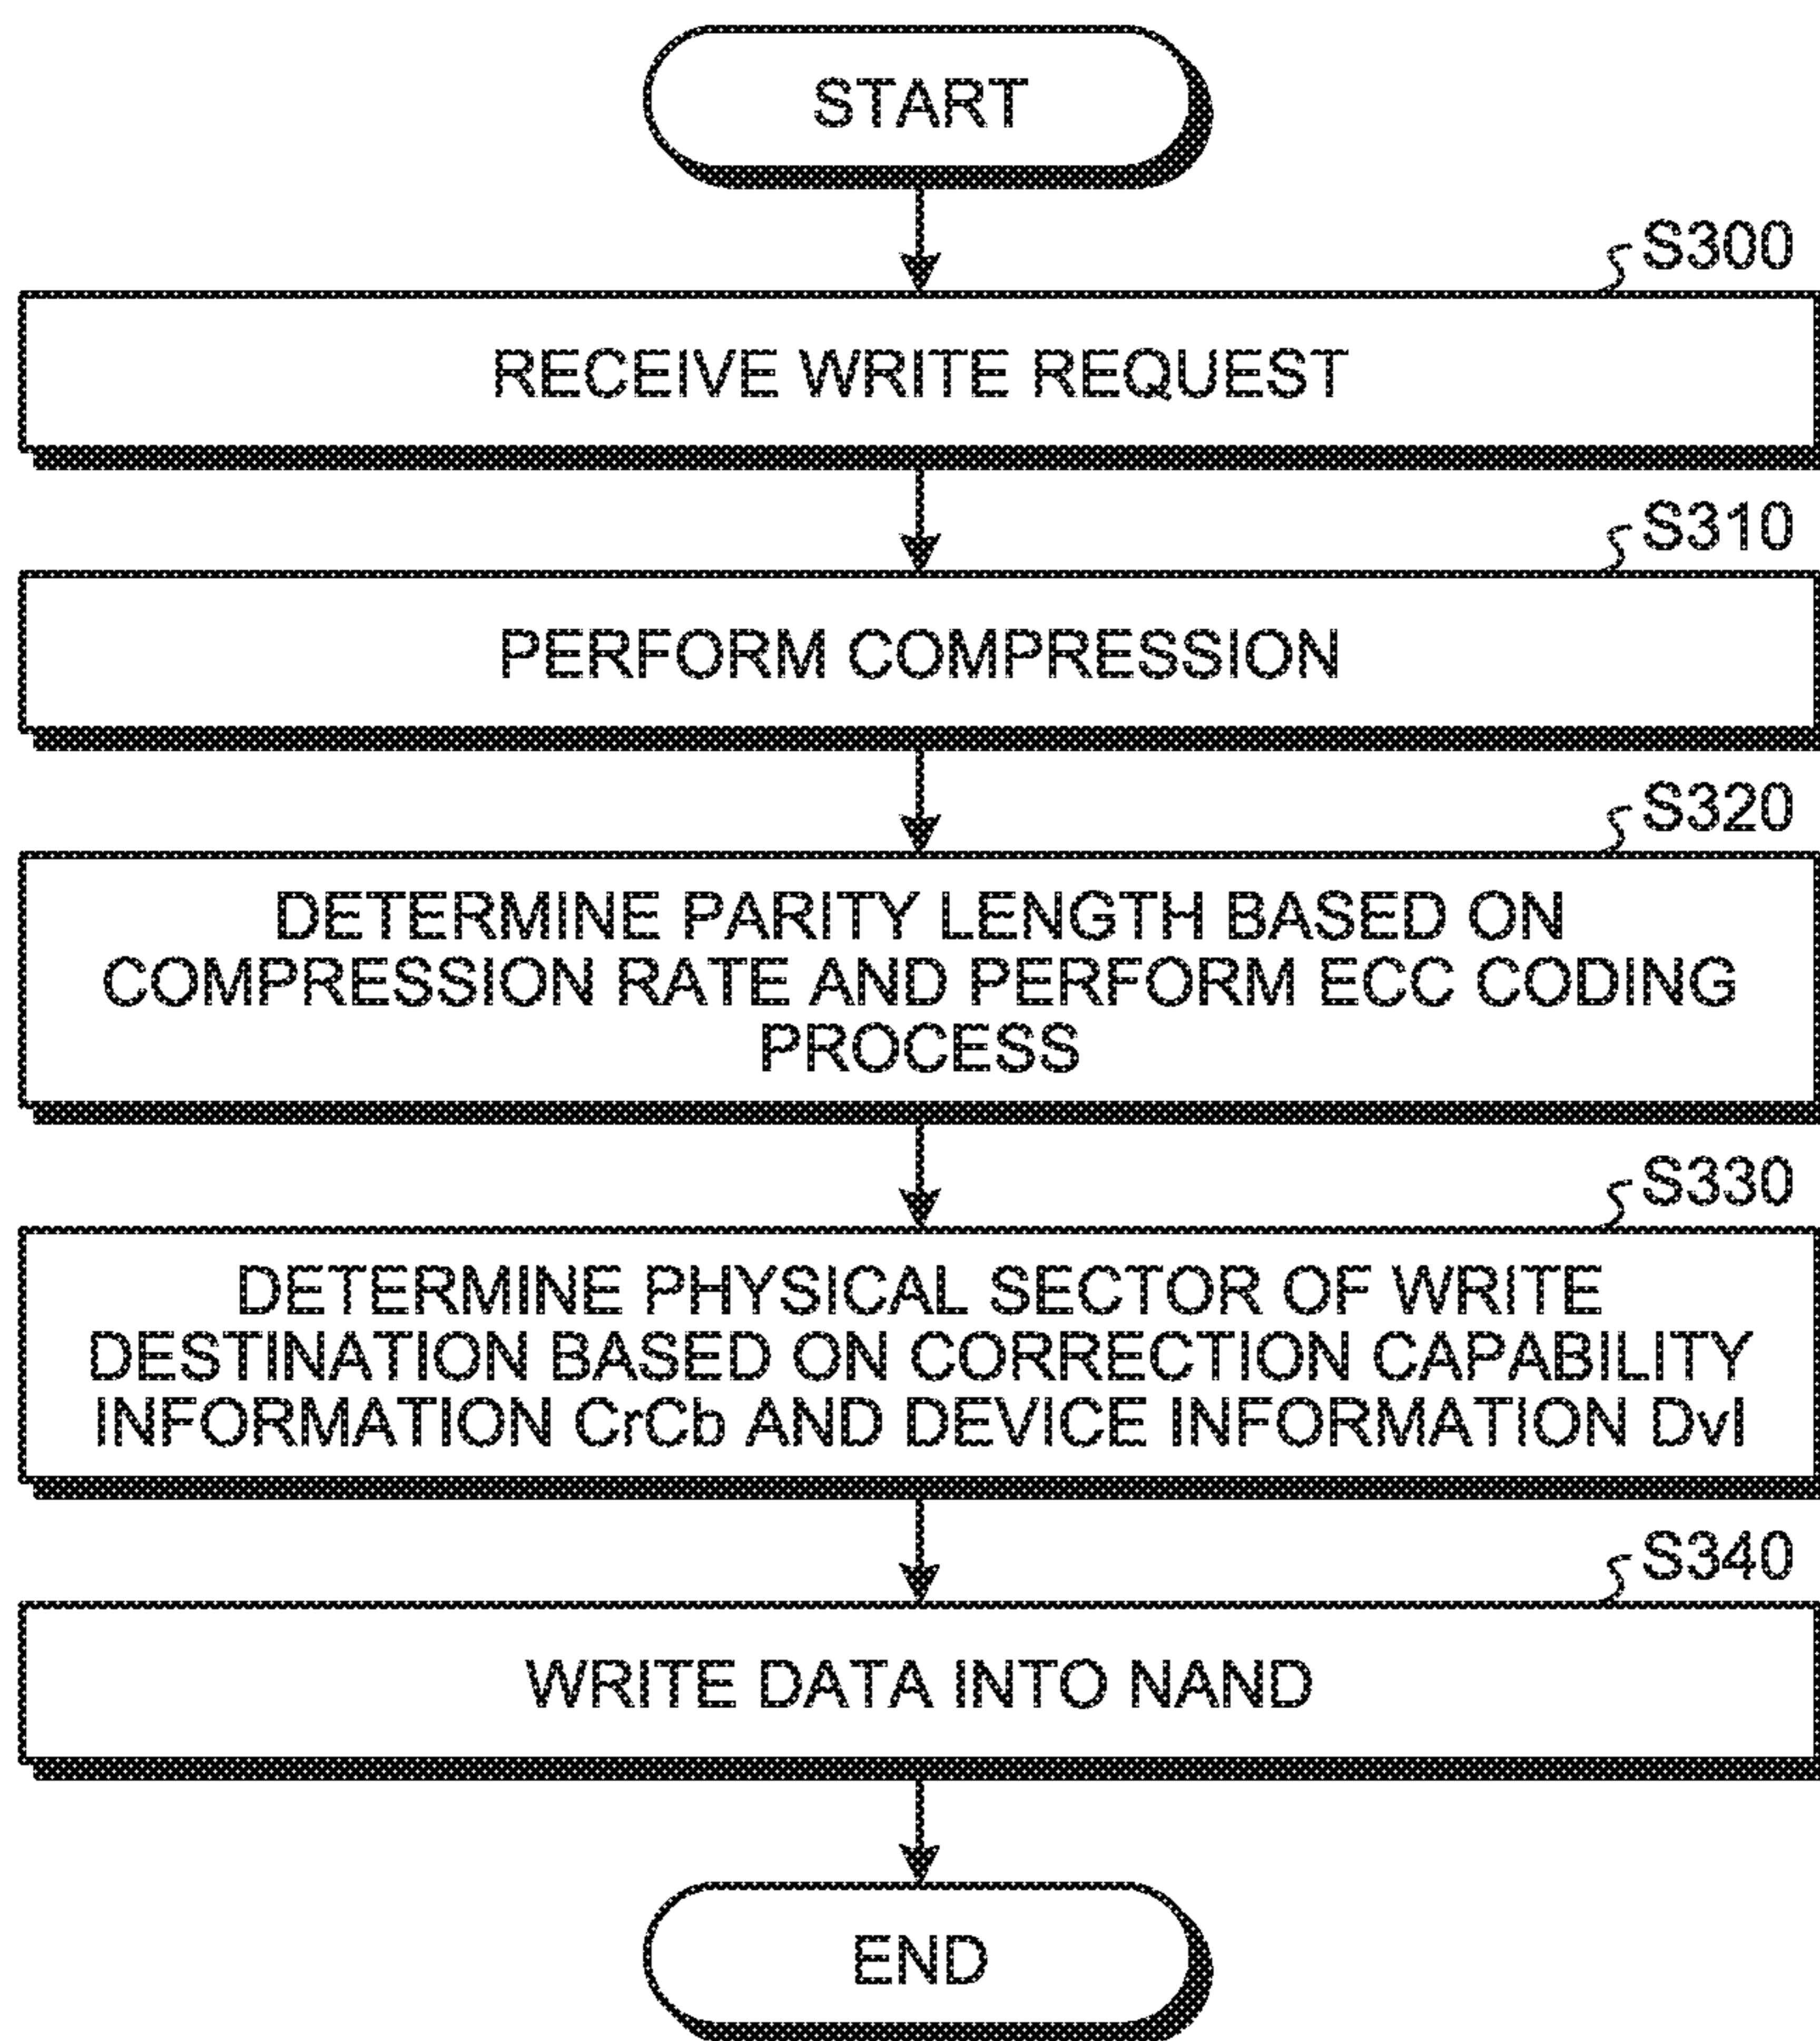 START
S300
RECEIVE WRITE REQUEST
S310
PERFORM COMPRESSION
S320
DETERMINE PARITY LENGTH BASED ON
COMPRESSION RATE AND PERFORM ECC CODING
PROCESS
S330
DETERMINE PHYSICAL SECTOR OF WRITE
DESTINATION BASED ON CORRECTION CAPABILITY
INFORMATION CrCb AND DEVICE INFORMATION DvI
S340
WRITE DATA INTO NAND
END